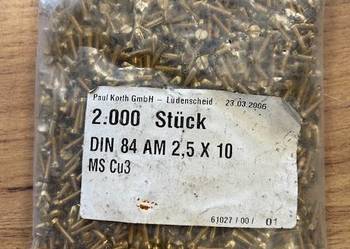 Paul Korth GmbH – Lüdenscheid 23.03.2006
2.000 Stück
DIN 84 AM 2,5 X 10
MS Cu3
61027 / 00 / 01